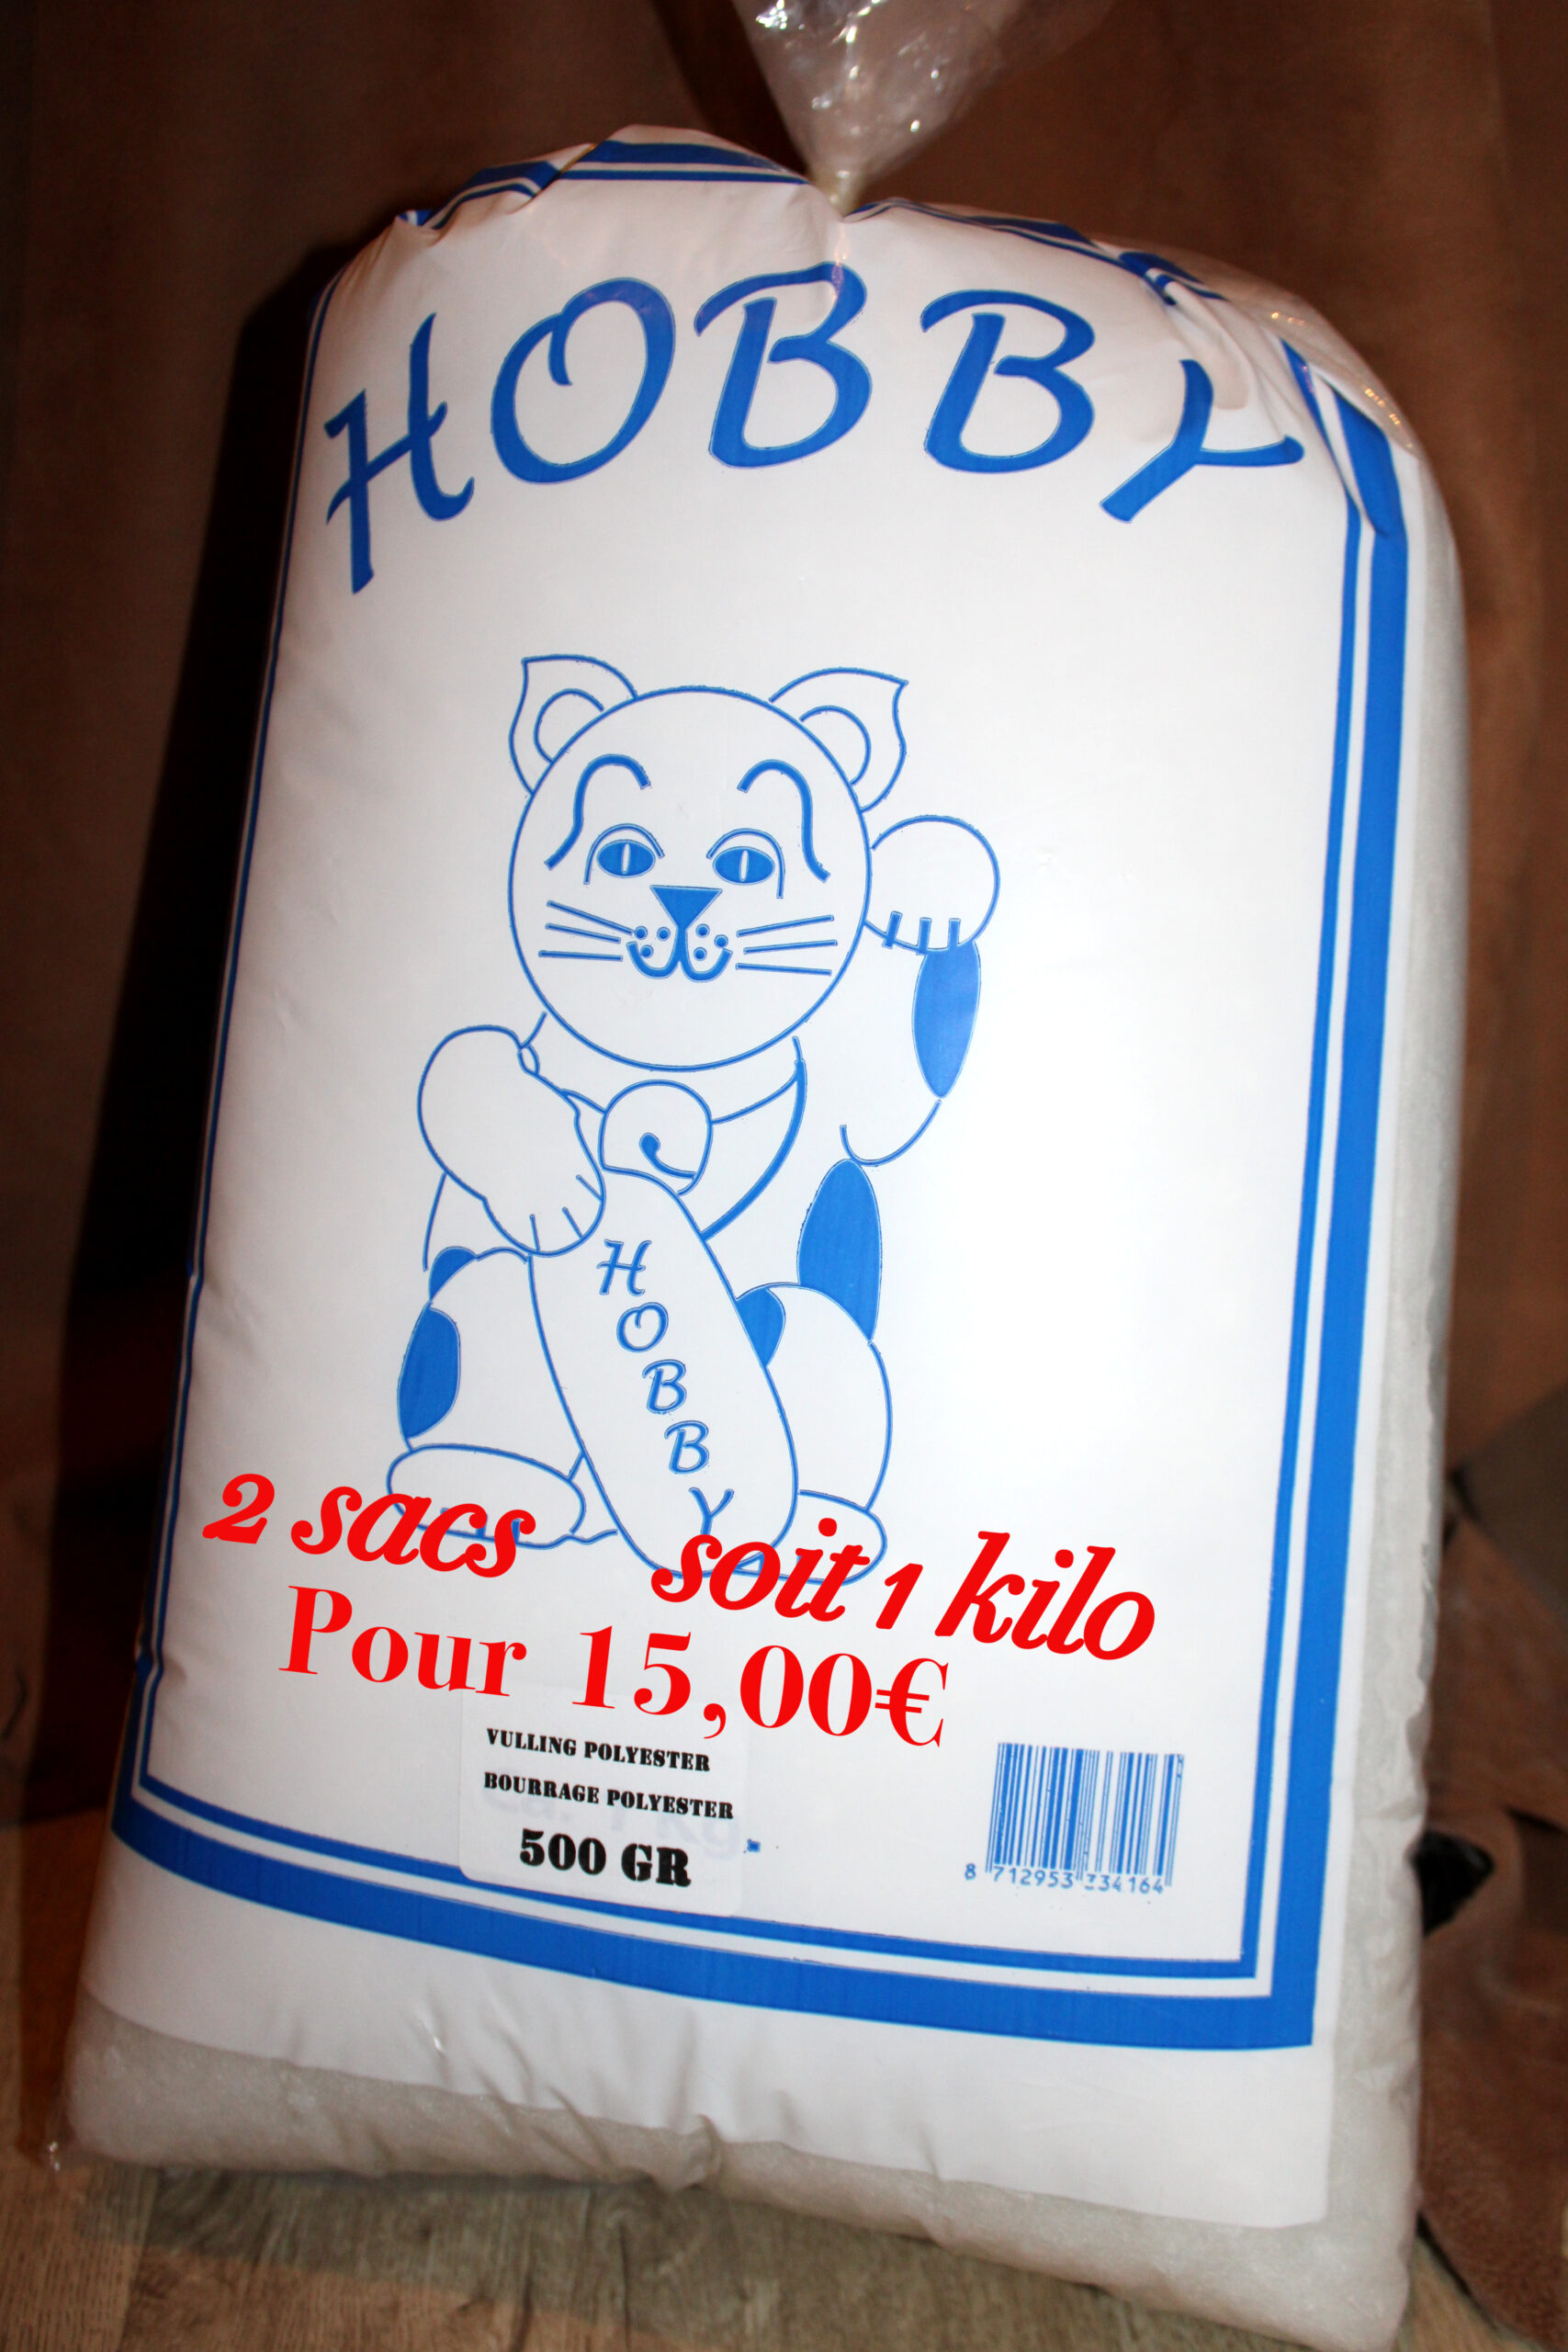 HOBBY
HOBBY
2 sacs soit 1 kilo
Pour 15,00€
VULLING POLYESTER
BOURRAGE POLYESTER
500 GR
8 712953 334164